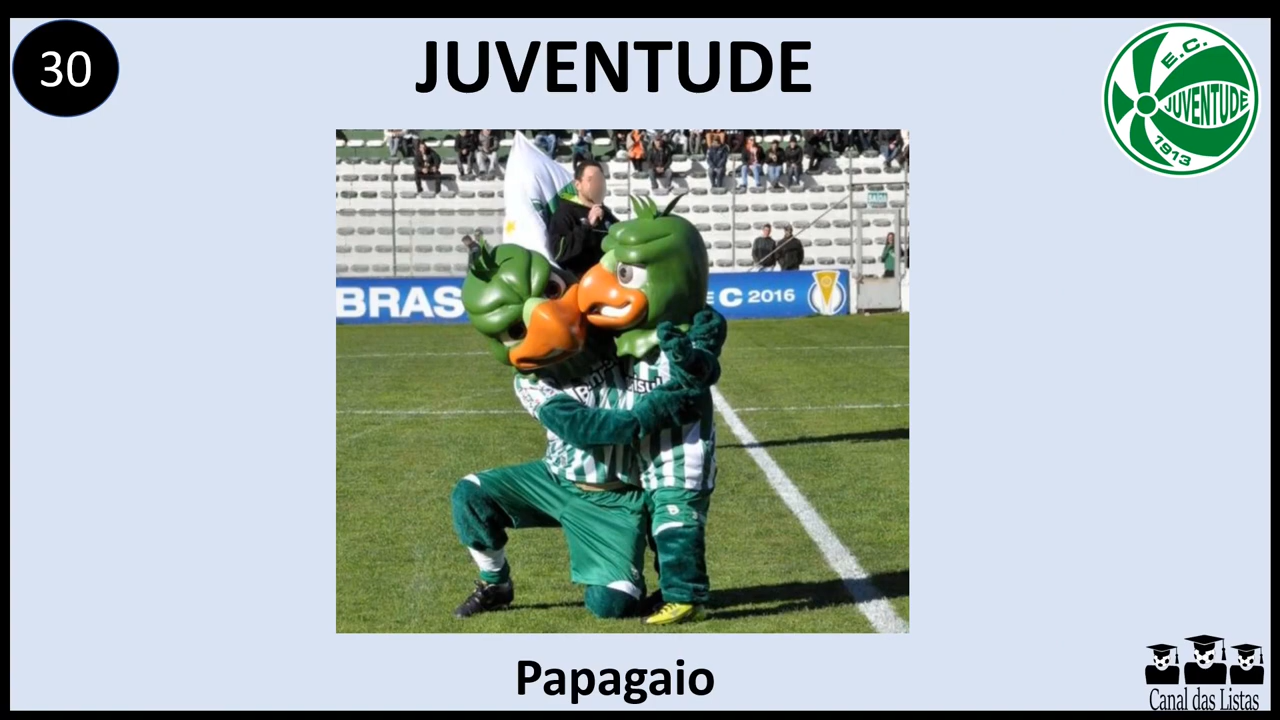 30
JUVENTUDE
E.C.
JUVENTUDE
1913
BRAS
E C 2016
Papagaio
Canal das Listas